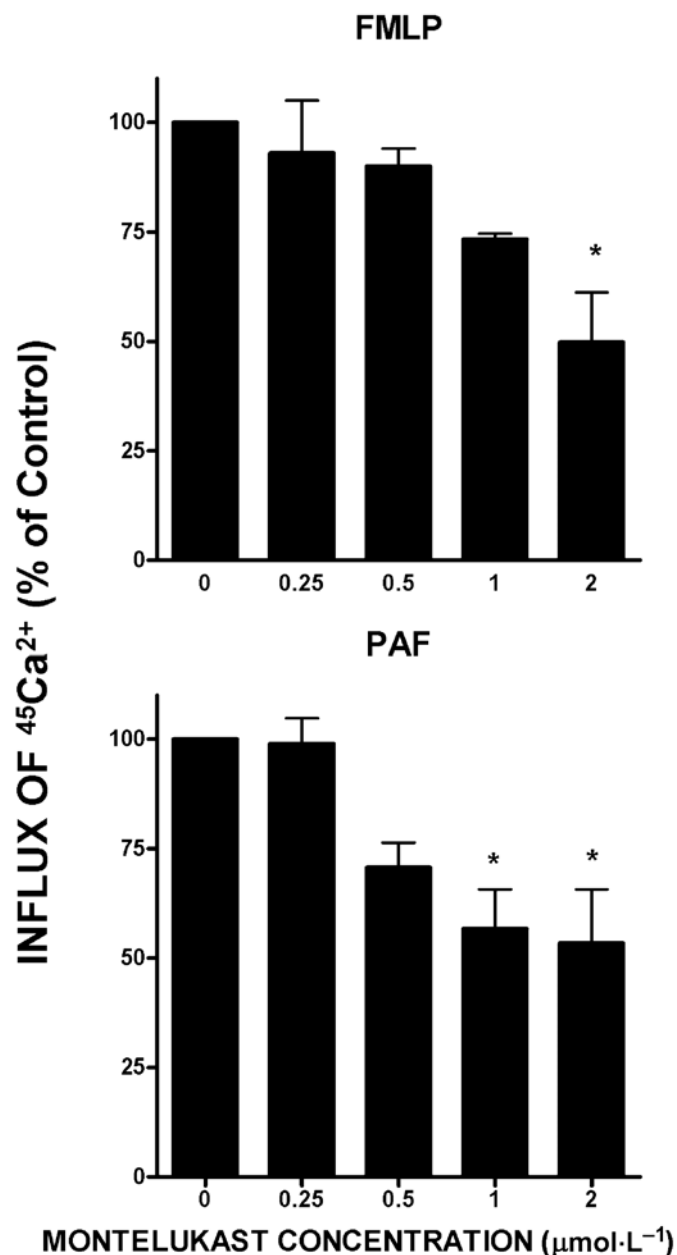 FMLP
100
75
50
25
0
*
0 0.25 0.5 1 2
INFLUX OF ⁴⁵Ca²⁺ (% of Control)
PAF
100
75
50
25
0
* *
0 0.25 0.5 1 2
MONTELUKAST CONCENTRATION (µmol·L⁻¹)